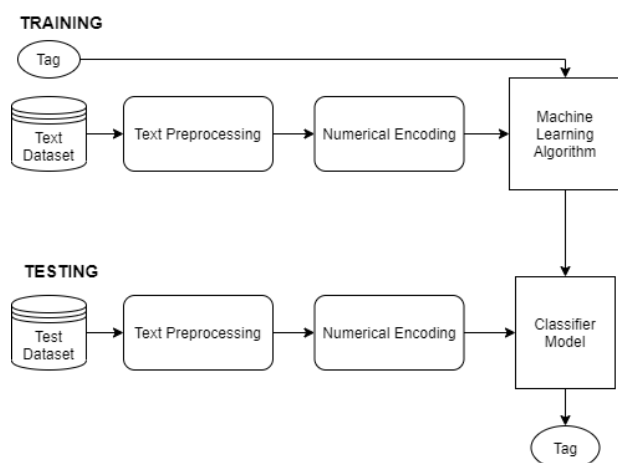 TRAINING
Tag
Text
Dataset
Text Preprocessing
Numerical Encoding
Machine
Learning
Algorithm
TESTING
Test
Dataset
Text Preprocessing
Numerical Encoding
Classifier
Model
Tag